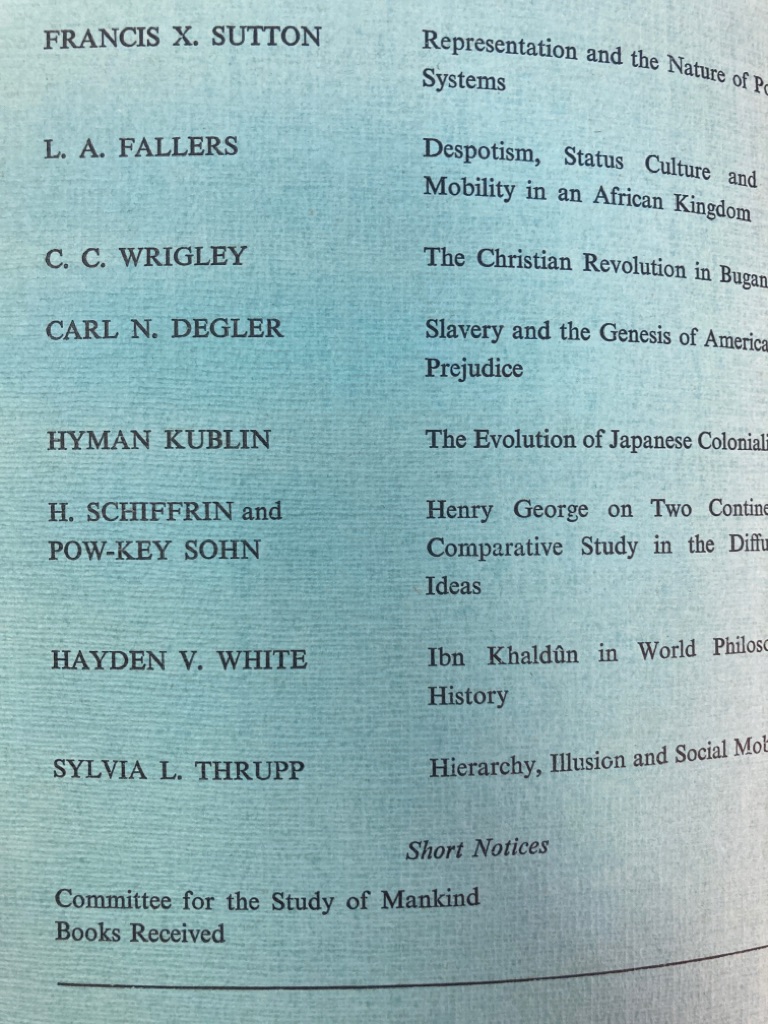 FRANCIS X. SUTTON Representation and the Nature of
Systems
L. A. FALLERS Despotism, Status Culture and
Mobility in an African Kingdom
C. C. WRIGLEY The Christian Revolution in
CARL N. DEGLER Slavery and the Genesis of
Prejudice
HYMAN KUBLIN The Evolution of Japanese
H. SCHIFFRIN and Henry George on Two
POW-KEY SOHN Comparative Study in the
Ideas
HAYDEN V. WHITE Ibn Khaldûn in World
History
SYLVIA L. THRUPP Hierarchy, Illusion and Social
Short Notices
Committee for the Study of Mankind
Books Received